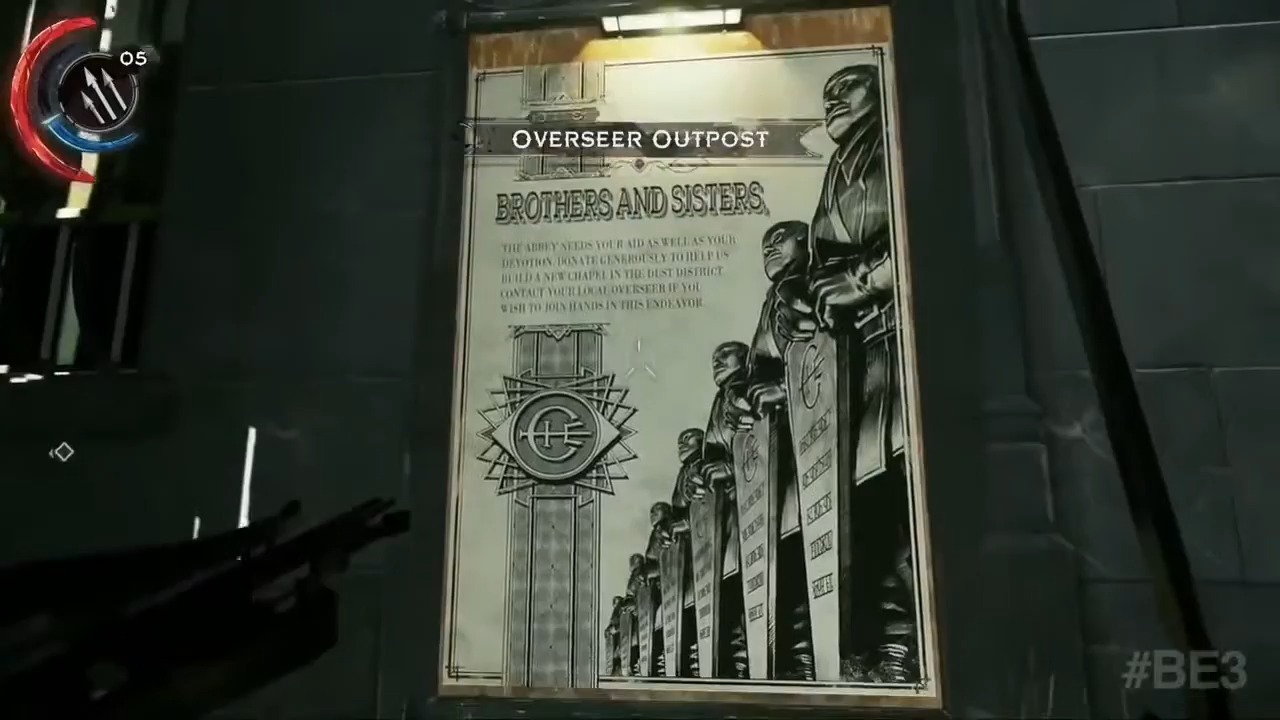 05
OVERSEER OUTPOST
BROTHERS AND SISTERS,
THE ABBEY NEEDS YOUR AID AS WELL AS YOUR
DEVOTION. DONATE GENEROUSLY TO HELP US
BUILD A NEW CHAPEL IN THE DUST DISTRICT.
CONTACT YOUR LOCAL OVERSEER IF YOU
WISH TO JOIN HANDS IN THIS ENDEAVOR.
#BE3